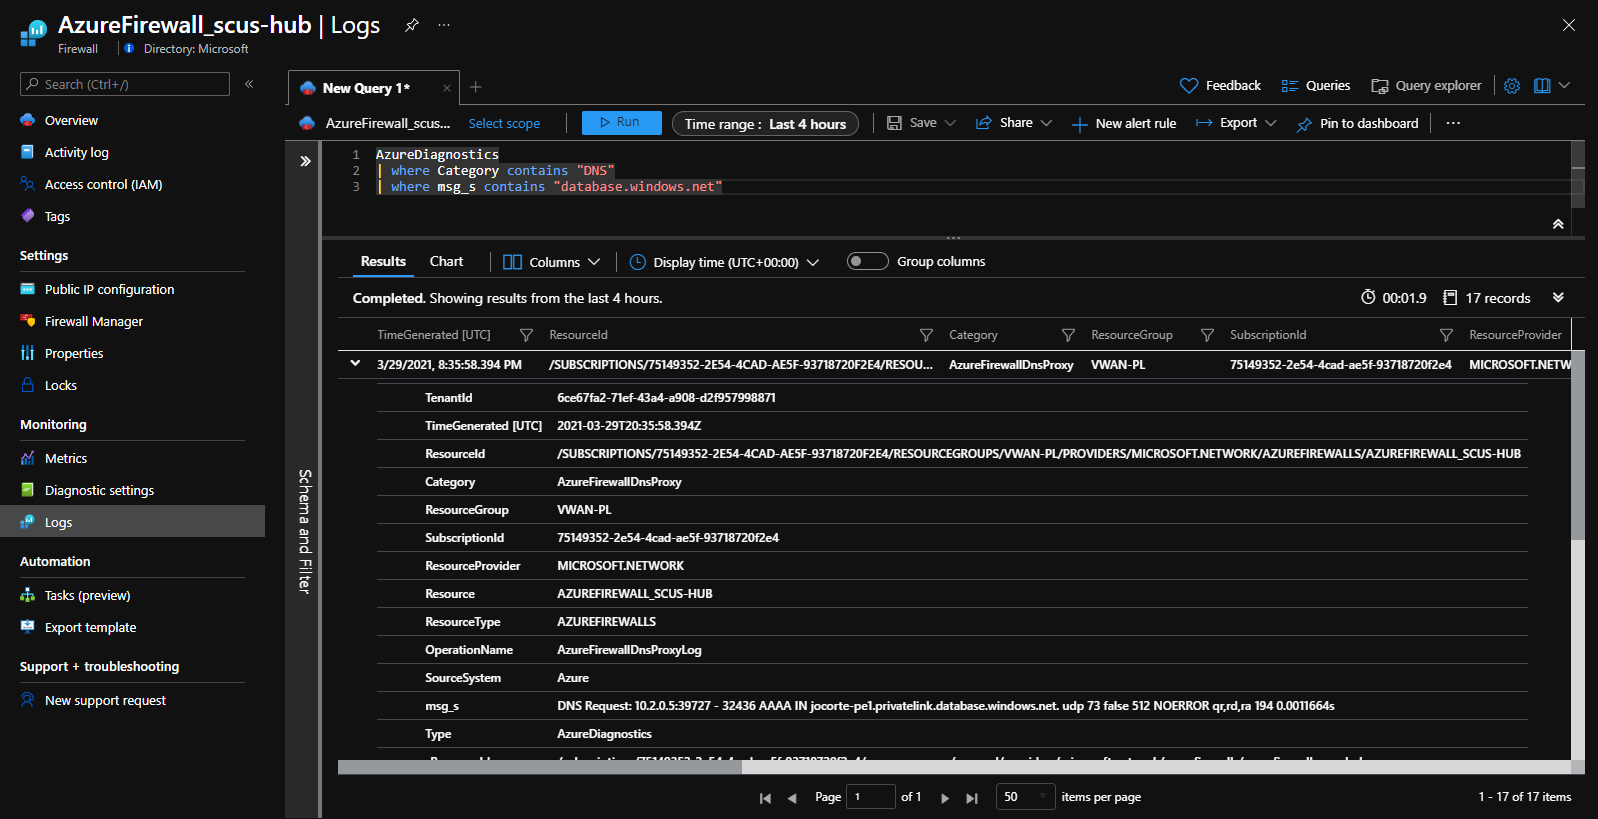 AzureFirewall_scus-hub | Logs
Firewall
Directory: Microsoft
Search (Ctrl+/)
Overview
Activity log
Access control (IAM)
Tags
Settings
Public IP configuration
Firewall Manager
Properties
Locks
Monitoring
Metrics
Diagnostic settings
Logs
Automation
Tasks (preview)
Export template
Support + troubleshooting
New support request
New Query 1*
Feedback Queries Query explorer
AzureFirewall_scus... Select scope Run Time range : Last 4 hours Save Share New alert rule Export Pin to dashboard
Schema and Filter
1 AzureDiagnostics
2 | where Category contains "DNS"
3 | where msg_s contains "database.windows.net"
Results Chart Columns Display time (UTC+00:00) Group columns
Completed. Showing results from the last 4 hours. 00:01.9 17 records
TimeGenerated [UTC] ResourceId Category ResourceGroup SubscriptionId ResourceProvider
3/29/2021, 8:35:58.394 PM /SUBSCRIPTIONS/75149352-2E54-4CAD-AE5F-93718720F2E4/RESOU... AzureFirewallDnsProxy VWAN-PL 75149352-2e54-4cad-ae5f-93718720f2e4 MICROSOFT.NETW
TenantId 6ce67fa2-71ef-43a4-a908-d2f957998871
TimeGenerated [UTC] 2021-03-29T20:35:58.394Z
ResourceId /SUBSCRIPTIONS/75149352-2E54-4CAD-AE5F-93718720F2E4/RESOURCEGROUPS/VWAN-PL/PROVIDERS/MICROSOFT.NETWORK/AZUREFIREWALLS/AZUREFIREWALL_SCUS-HUB
Category AzureFirewallDnsProxy
ResourceGroup VWAN-PL
SubscriptionId 75149352-2e54-4cad-ae5f-93718720f2e4
ResourceProvider MICROSOFT.NETWORK
Resource AZUREFIREWALL_SCUS-HUB
ResourceType AZUREFIREWALLS
OperationName AzureFirewallDnsProxyLog
SourceSystem Azure
msg_s DNS Request: 10.2.0.5:39727 - 32436 AAAA IN jocorte-pe1.privatelink.database.windows.net. udp 73 false 512 NOERROR qr,rd,ra 194 0.0011664s
Type AzureDiagnostics
Page 1 of 1 50 items per page 1 - 17 of 17 items